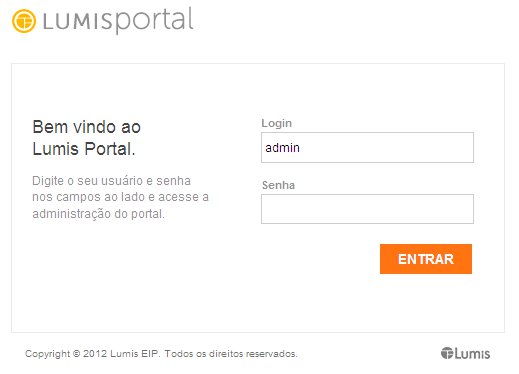 LUMISportal
Bem vindo ao
Lumis Portal.
Digite o seu usuário e senha
nos campos ao lado e acesse a
administração do portal.
Login
admin
Senha
ENTRAR
Copyright © 2012 Lumis EIP. Todos os direitos reservados.
Lumis